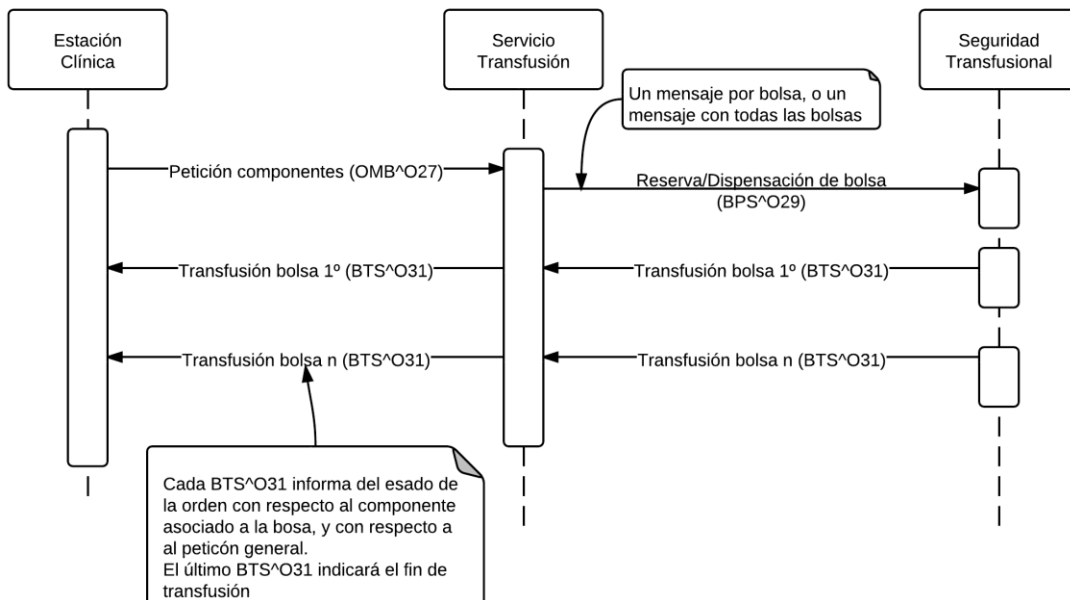 Estación
Clínica
Servicio
Transfusión
Seguridad
Transfusional
Un mensaje por bolsa, o un
mensaje con todas las bolsas
Petición componentes (OMB^O27)
Reserva/Dispensación de bolsa
(BPS^O29)
Transfusión bolsa 1º (BTS^O31)
Transfusión bolsa 1º (BTS^O31)
Transfusión bolsa n (BTS^O31)
Transfusión bolsa n (BTS^O31)
Cada BTS^O31 informa del esado de
la orden con respecto al componente
asociado a la bosa, y con respecto a
al peticón general.
El último BTS^O31 indicará el fin de
transfusión